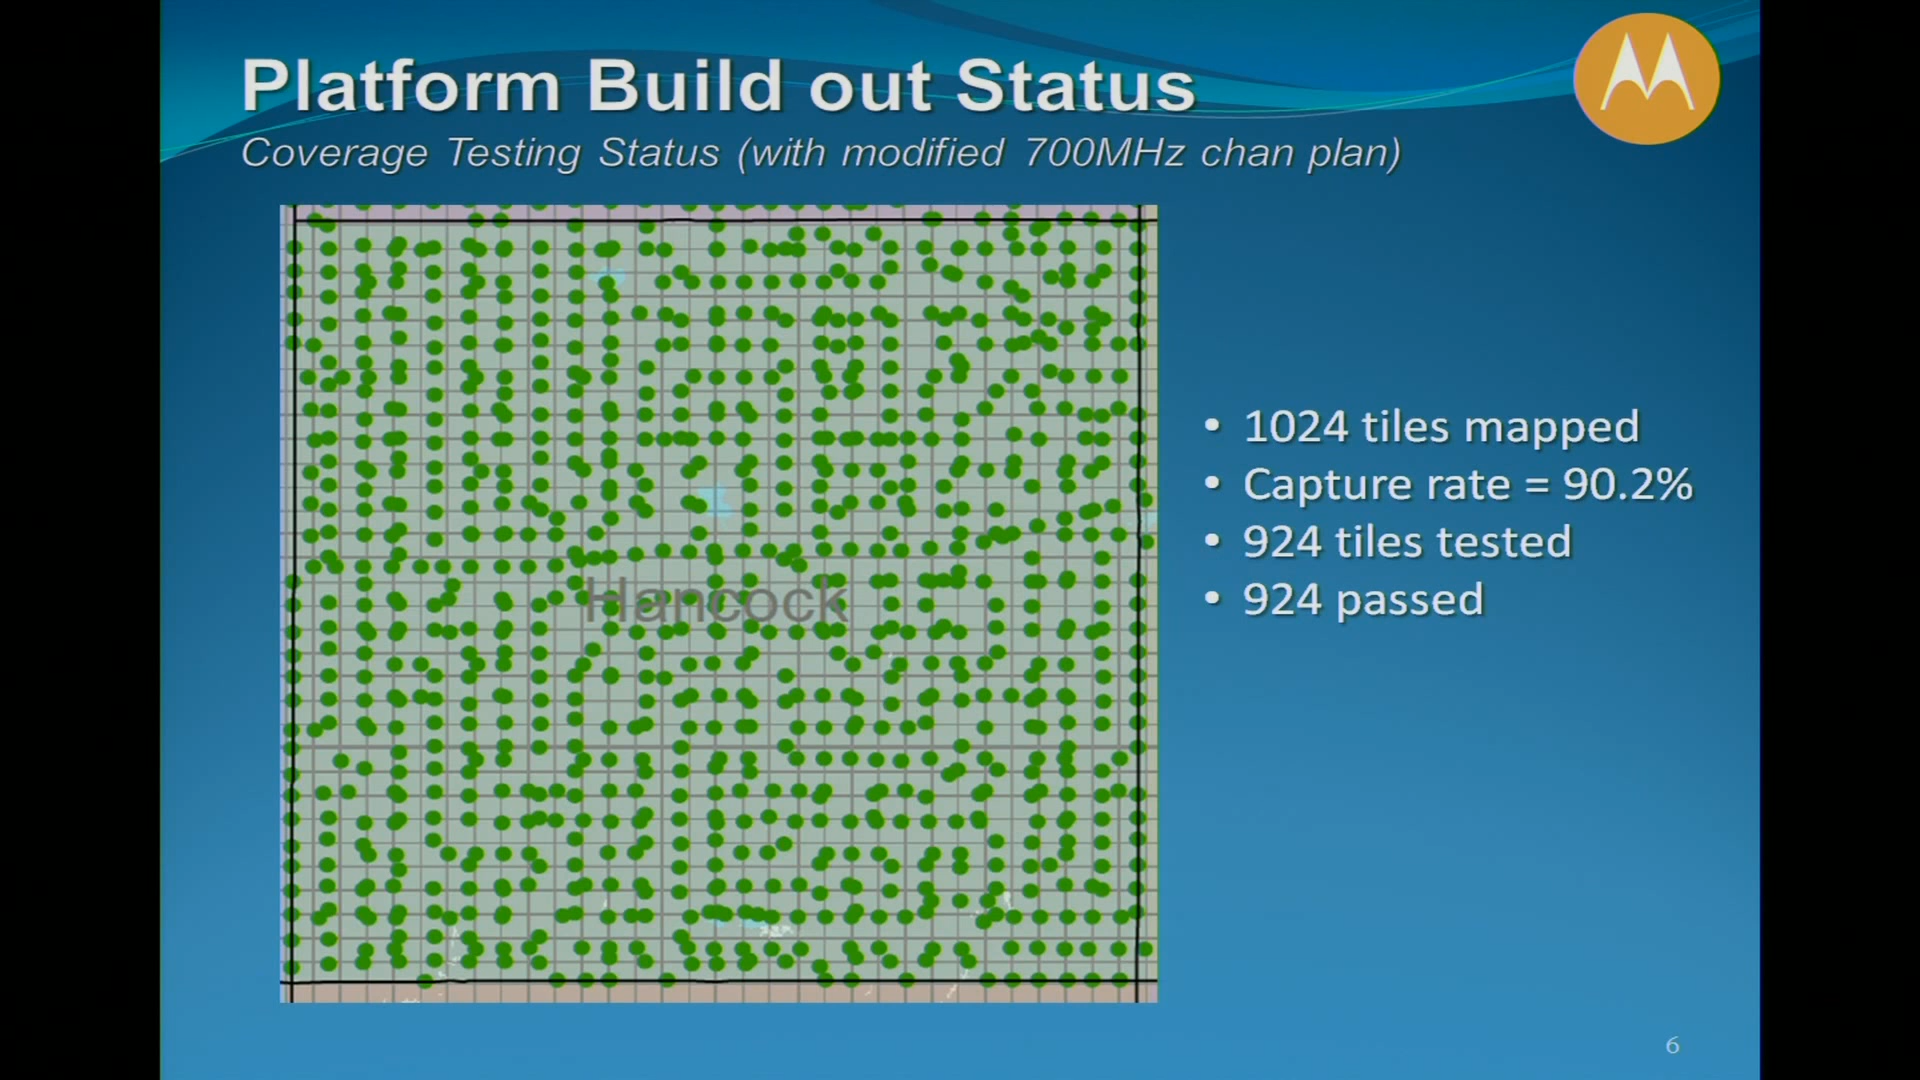 Platform Build out Status
Coverage Testing Status (with modified 700MHz chan plan)
Hancock
• 1024 tiles mapped
• Capture rate = 90.2%
• 924 tiles tested
• 924 passed
6